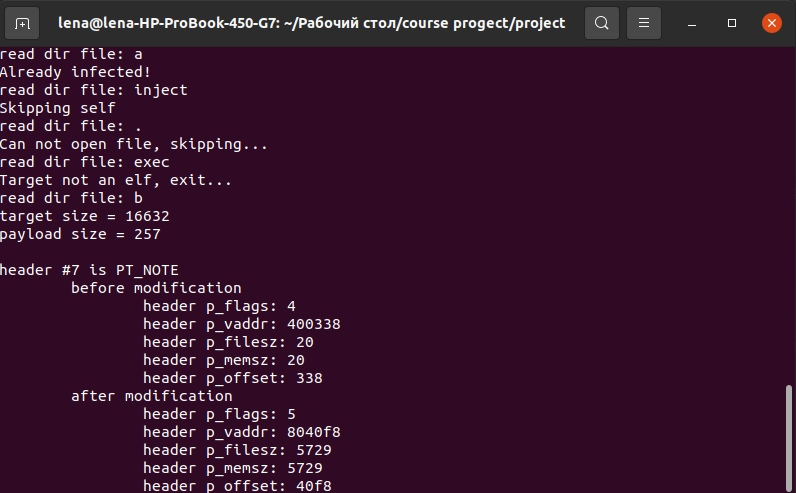 lena@lena-HP-ProBook-450-G7: ~/Рабочий стол/course progect/project
read dir file: a
Already infected!
read dir file: inject
Skipping self
read dir file: .
Can not open file, skipping...
read dir file: exec
Target not an elf, exit...
read dir file: b
target size = 16632
payload size = 257
header #7 is PT_NOTE
before modification
header p_flags: 4
header p_vaddr: 400338
header p_filesz: 20
header p_memsz: 20
header p_offset: 338
after modification
header p_flags: 5
header p_vaddr: 8040f8
header p_filesz: 5729
header p_memsz: 5729
header p_offset: 40f8